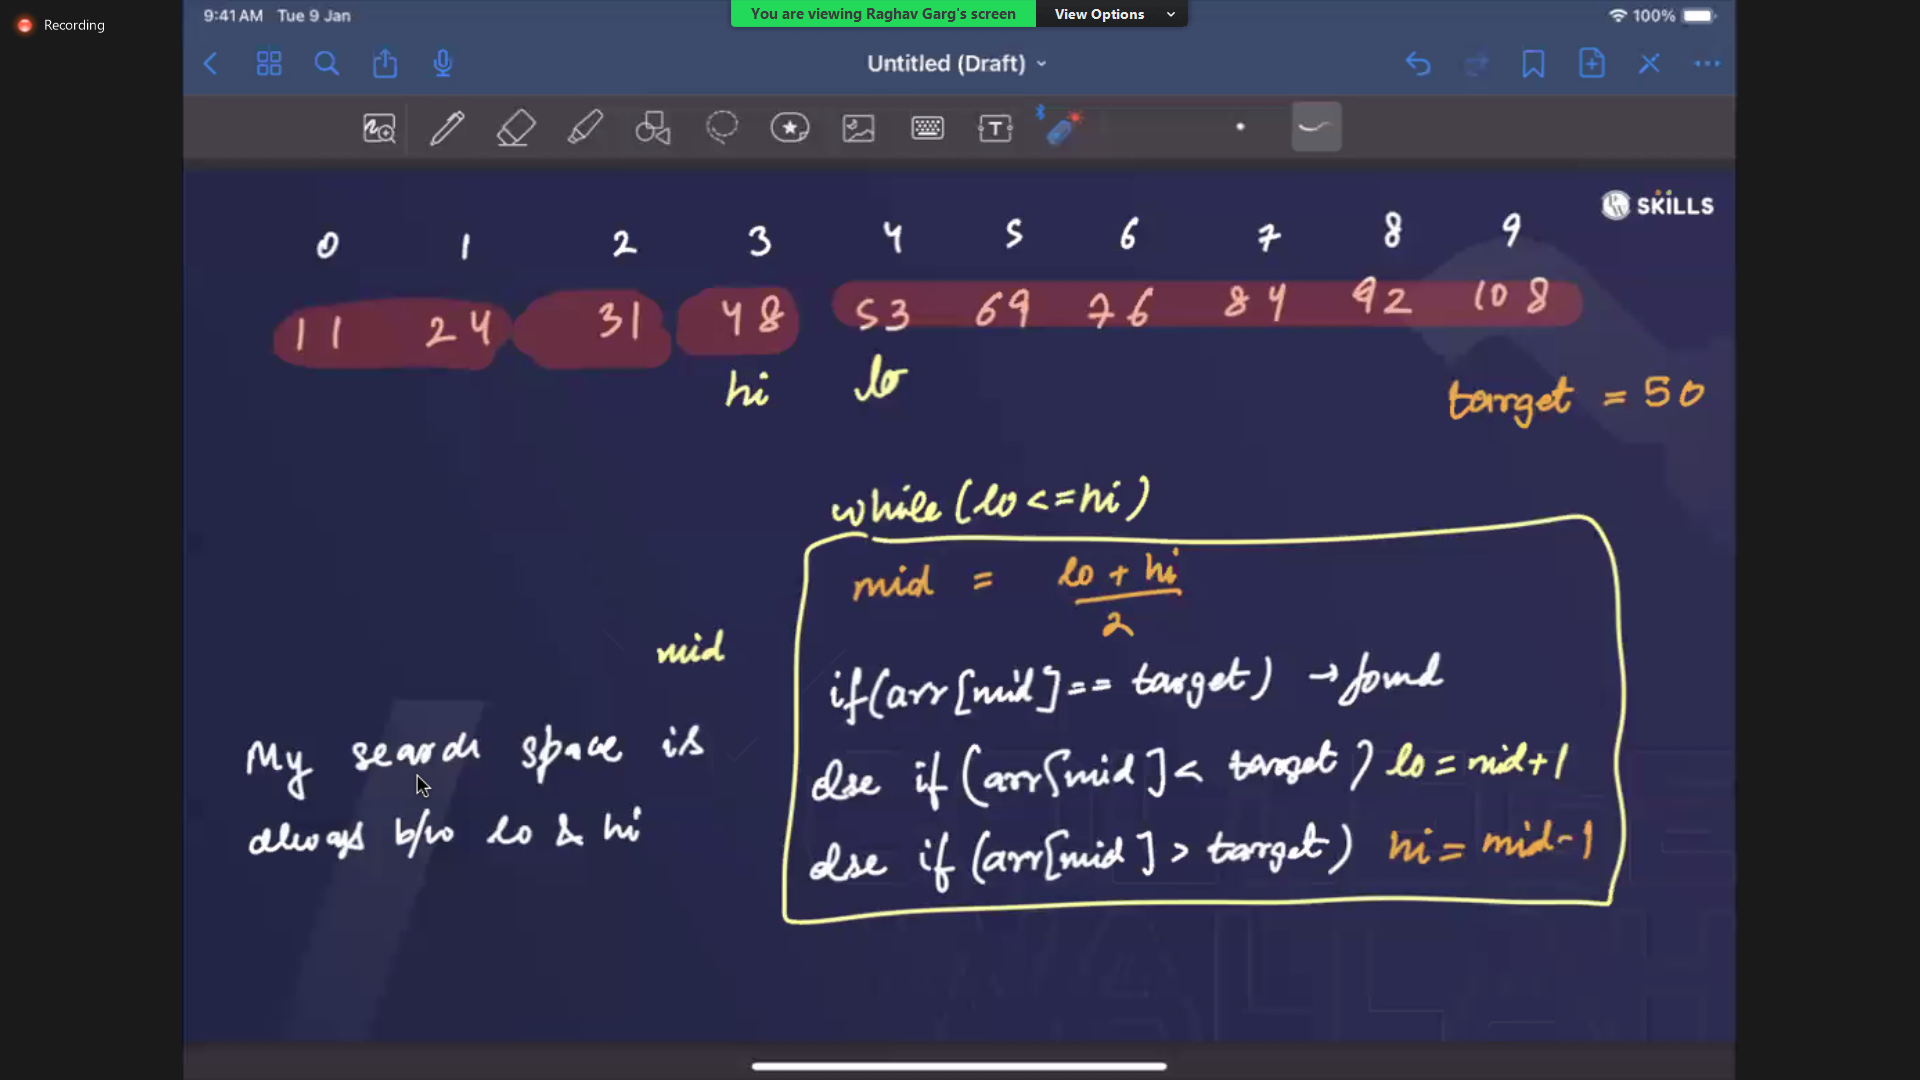 Recording
9:41 AM Tue 9 Jan
You are viewing Raghav Garg's screen
View Options
100%
Untitled (Draft)
T
SKILLS
0 1 2 3 4 5 6 7 8 9
11 24 31 48 53 69 76 84 92 108
hi lo
target = 50
while (lo <= hi)
mid = lo + hi
2
mid
if (arr[mid] == target) → found
My search space is
else if (arr[mid] < target) lo = mid+1
always b/w lo & hi
else if (arr[mid] > target) hi = mid-1